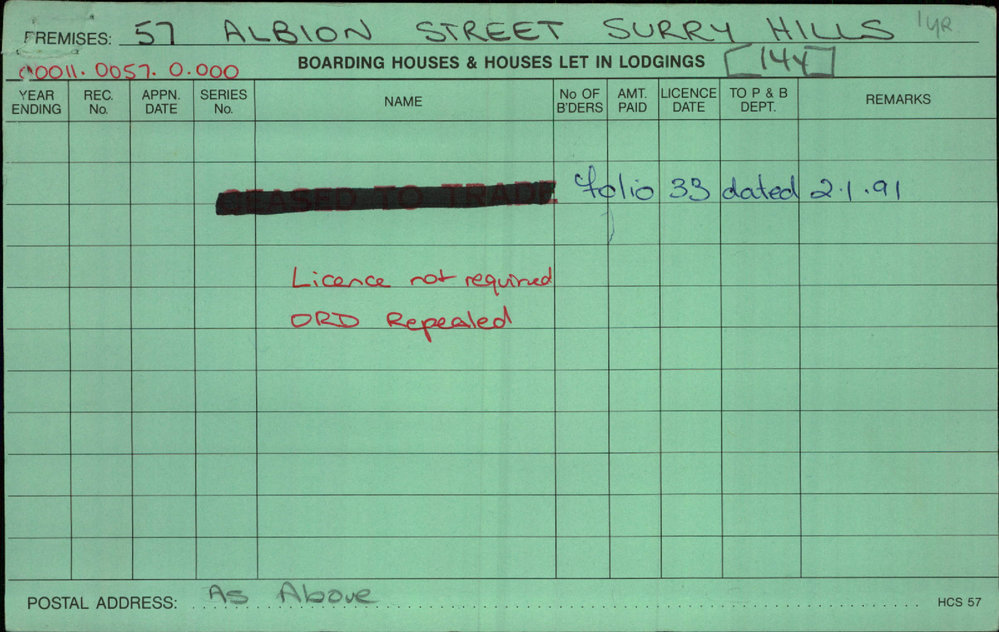 PREMISES: 57 ALBION STREET SURRY HILLS 1yR
00011. 0057. 0.000 BOARDING HOUSES & HOUSES LET IN LODGINGS [144]
YEAR ENDING REC. No. APPN. DATE SERIES No. NAME No OF B'DERS AMT. PAID LICENCE DATE TO P & B DEPT. REMARKS
CEASED TO TRADE folio 33 dated 2.1.91
Licence not required
ORD Repealed
POSTAL ADDRESS: As Above
HCS 57